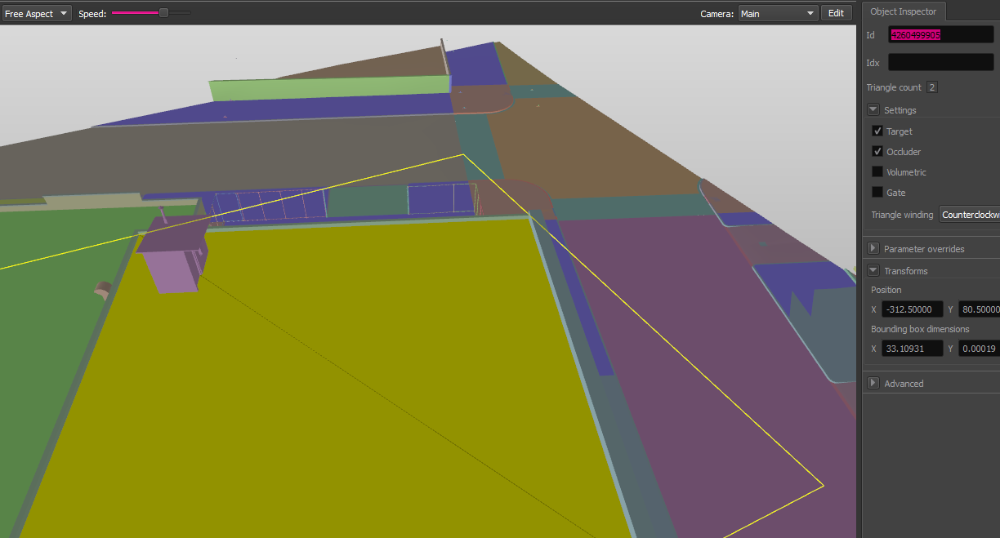 Free Aspect
Speed:
Camera: Main Edit
Object Inspector
Id 4260499905
Idx
Triangle count 2
Settings
Target
Occluder
Volumetric
Gate
Triangle winding Counterclockw
Parameter overrides
Transforms
Position
X -312.50000 Y 80.50000
Bounding box dimensions
X 33.10931 Y 0.00019
Advanced